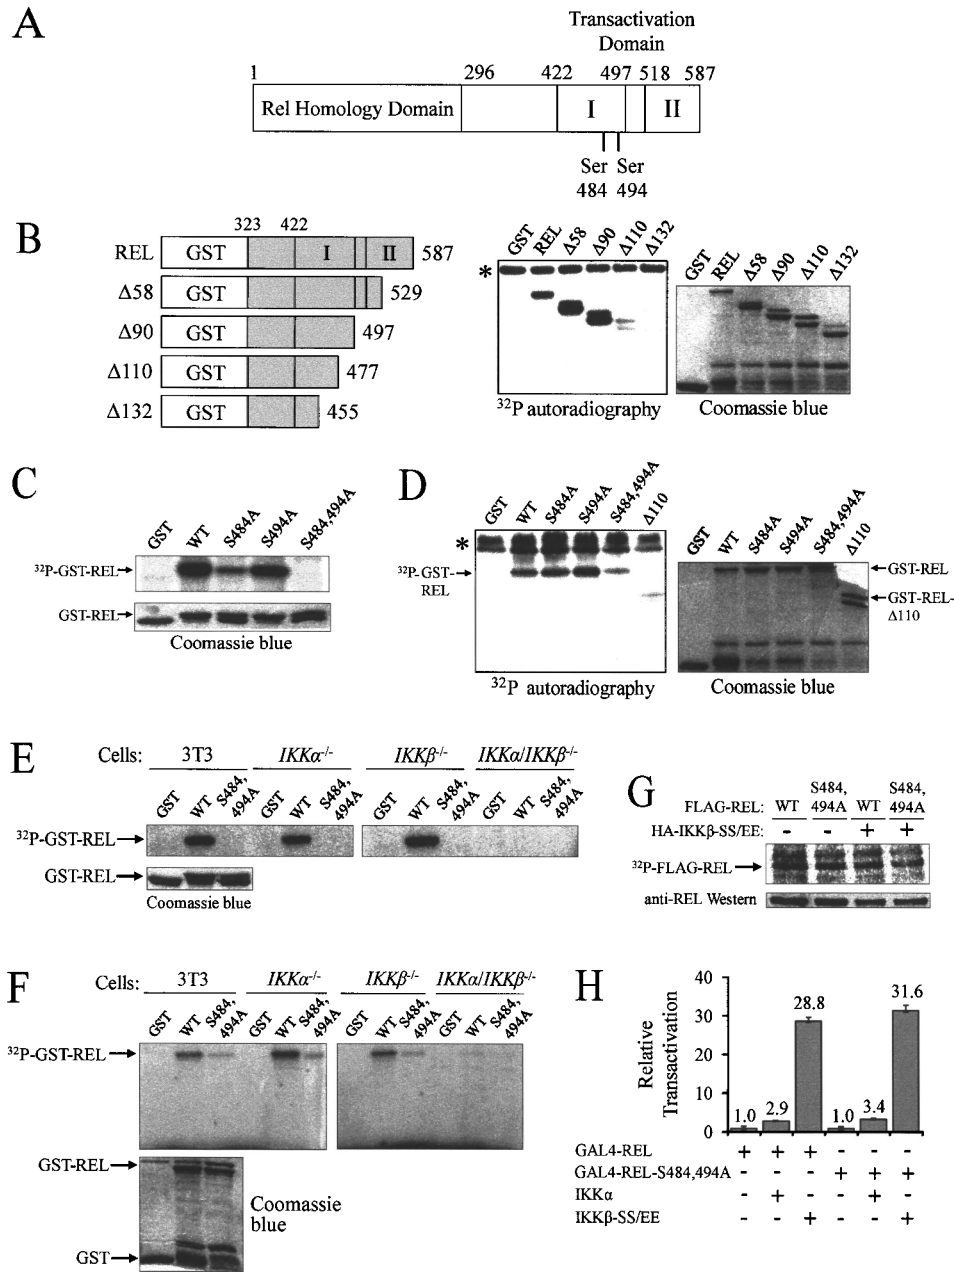 A
Transactivation
Domain
1 296 422 497 518 587
Rel Homology Domain I II
Ser Ser
484 494
B
323 422
REL GST I II 587
Δ58 GST 529
Δ90 GST 497
Δ110 GST 477
Δ132 GST 455
GST REL Δ58 Δ90 Δ110 Δ132
*
³²P autoradiography
GST REL Δ58 Δ90 Δ110 Δ132
Coomassie blue
C
GST WT S484A S494A S484,494A
³²P-GST-REL
GST-REL
Coomassie blue
D
GST WT S484A S494A S484,494A Δ110
*
³²P-GST-
REL
³²P autoradiography
GST WT S484A S494A S484,494A Δ110
GST-REL
GST-REL-
Δ110
Coomassie blue
E
Cells: 3T3 IKKα-/- IKKβ-/- IKKα/IKKβ-/-
GST WT S484, 494A GST WT S484, 494A GST WT S484, 494A GST WT S484, 494A
³²P-GST-REL
GST-REL
Coomassie blue
F
Cells: 3T3 IKKα-/- IKKβ-/- IKKα/IKKβ-/-
GST WT S484, 494A GST WT S484, 494A GST WT S484, 494A GST WT S484, 494A
³²P-GST-REL
GST-REL
GST
Coomassie
blue
G
S484, S484,
FLAG-REL: WT 494A WT 494A
HA-IKKβ-SS/EE: - - + +
³²P-FLAG-REL
anti-REL Western
H
Relative
Transactivation
40
30
20
10
0
1.0 2.9 28.8 1.0 3.4 31.6
GAL4-REL + + + - - -
GAL4-REL-S484,494A - - - + + +
IKKα - + - - + -
IKKβ-SS/EE - - + - - +